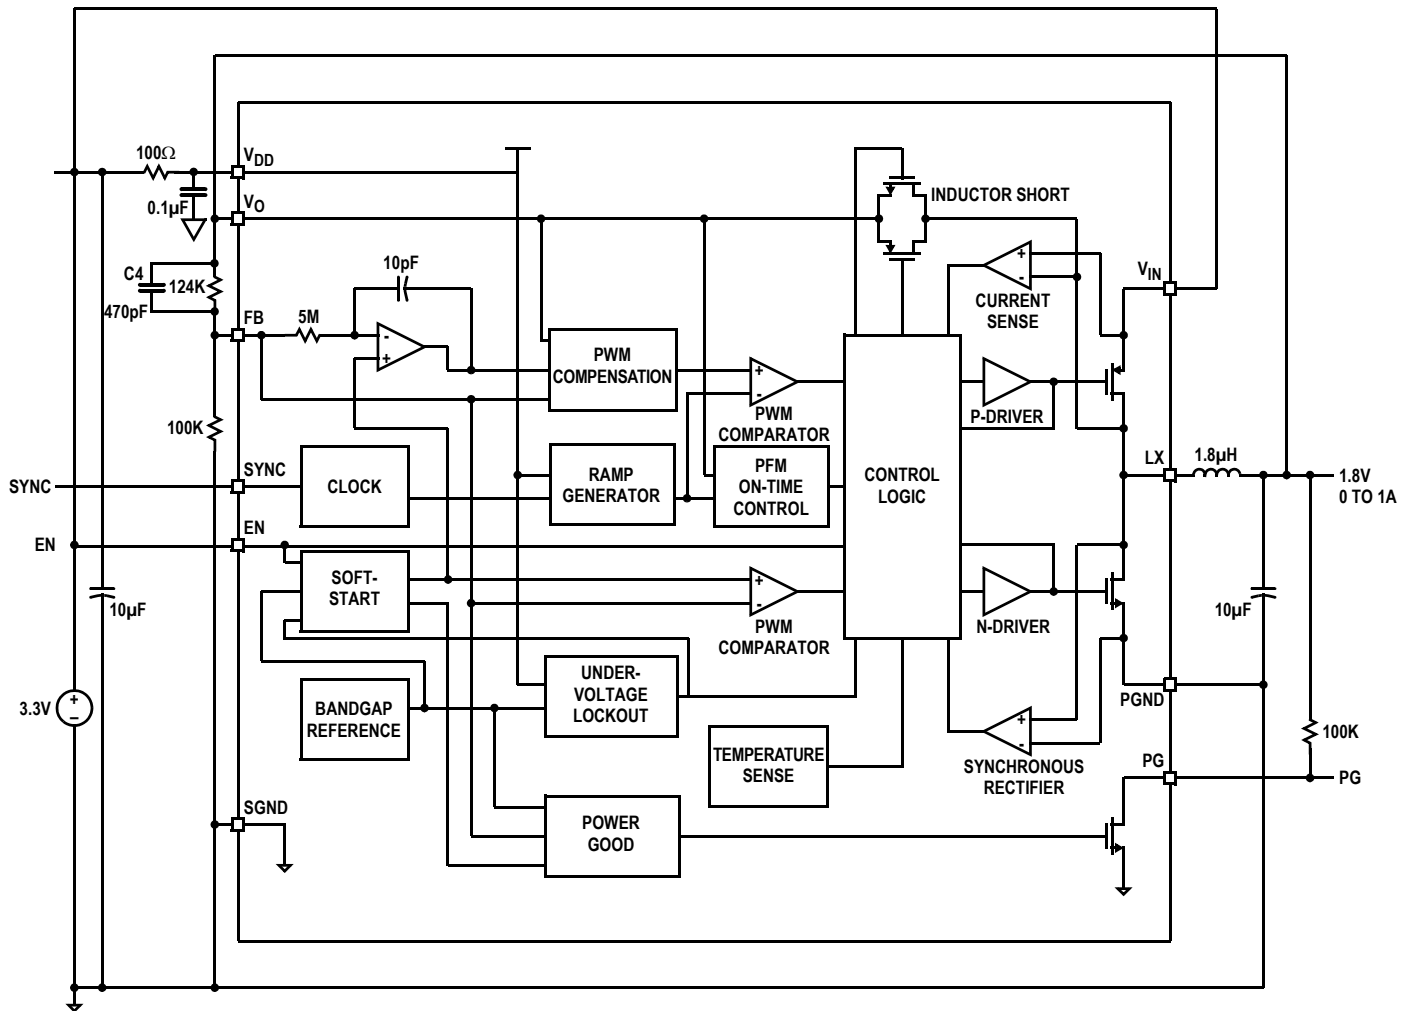 100Ω
VDD
0.1µF
VO
INDUCTOR SHORT
10pF
C4
124K
470pF
FB
5M
-
+
+
-
CURRENT
SENSE
VIN
PWM
COMPENSATION
+
-
PWM
COMPARATOR
P-DRIVER
100K
SYNC
SYNC
CLOCK
RAMP
GENERATOR
PFM
ON-TIME
CONTROL
CONTROL
LOGIC
LX
1.8µH
1.8V
0 TO 1A
EN
EN
SOFT-
START
+
-
PWM
COMPARATOR
N-DRIVER
10µF
10µF
3.3V
+
–
BANDGAP
REFERENCE
UNDER-
VOLTAGE
LOCKOUT
TEMPERATURE
SENSE
+
-
SYNCHRONOUS
RECTIFIER
PGND
100K
PG
PG
SGND
POWER
GOOD